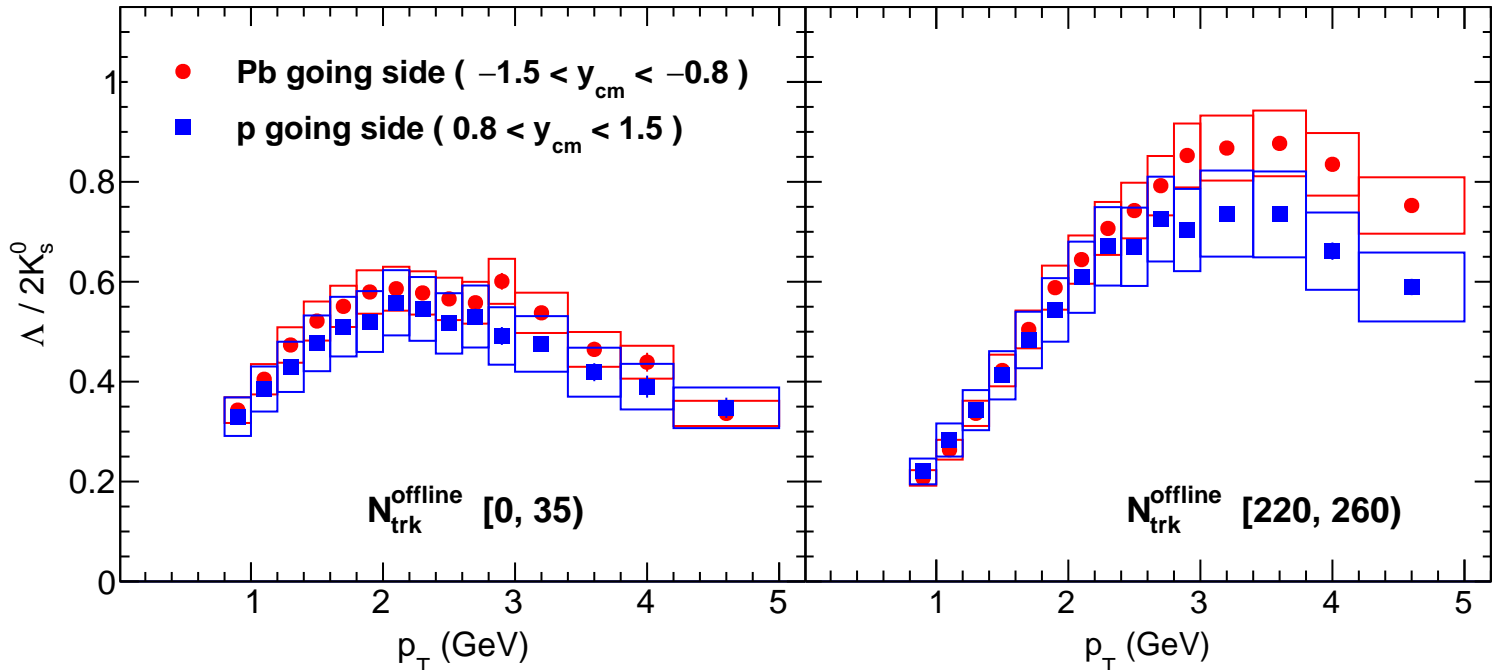 Λ / 2K⁰ₛ
1
0.8
0.6
0.4
0.2
0
Pb going side ( −1.5 < y_cm < −0.8 )
p going side ( 0.8 < y_cm < 1.5 )
N_trk^offline [0, 35)
N_trk^offline [220, 260)
1 2 3 4 5
1 2 3 4 5
p_T (GeV)
p_T (GeV)